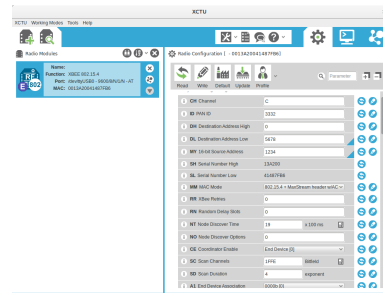 XCTU
XCTU Working Modes Tools Help
Radio Modules
Radio Configuration [ - 0013A20041487FB6]
Name:
Function: XBEE 802.15.4
Port: /dev/ttyUSB0 - 9600/8/N/1/N - AT
MAC: 0013A20041487FB6
Read Write Default Update Profile
Parameter
CH Channel C
ID PAN ID 3332
DH Destination Address High 0
DL Destination Address Low 5678
MY 16-bit Source Address 1234
SH Serial Number High 13A200
SL Serial Number Low 41487FB6
MM MAC Mode 802.15.4 + MaxStream header w/AC
RR XBee Retries 0
RN Random Delay Slots 0
NT Node Discover Time 19 x 100 ms
NO Node Discover Options 0
CE Coordinator Enable End Device [0]
SC Scan Channels 1FFE Bitfield
SD Scan Duration 4 exponent
A1 End Device Association 0000b [0]